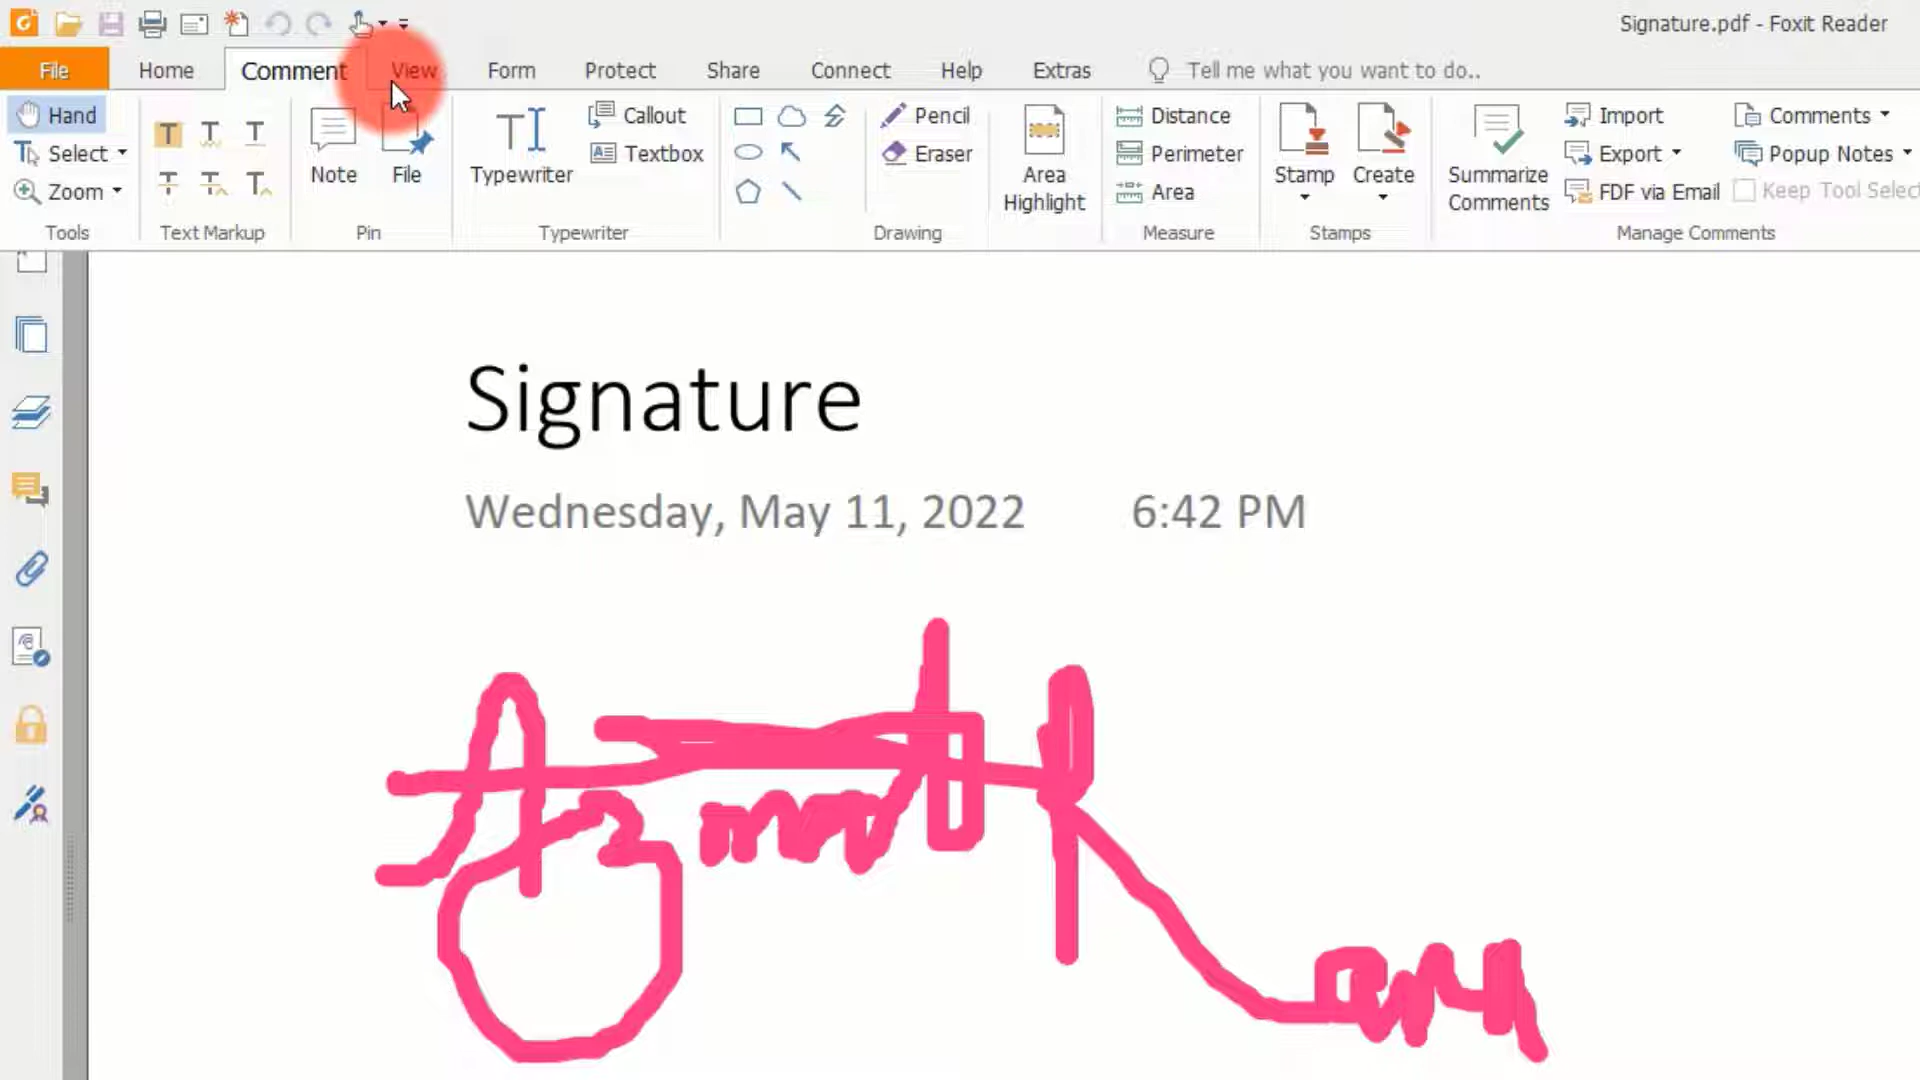 Signature.pdf - Foxit Reader
File Home Comment View Form Protect Share Connect Help Extras Tell me what you want to do..
Hand
Select
Zoom
Tools
Text Markup
Note File
Pin
Typewriter
Callout
Textbox
Typewriter
Pencil
Eraser
Drawing
Area Highlight
Distance
Perimeter
Area
Measure
Stamp Create
Stamps
Summarize Comments
Import
Export
FDF via Email
Comments
Popup Notes
Keep Tool Select
Manage Comments
Signature
Wednesday, May 11, 2022 6:42 PM